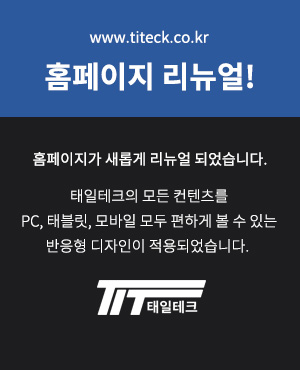 www.titeck.co.kr
홈페이지 리뉴얼!
홈페이지가 새롭게 리뉴얼 되었습니다.
태일테크의 모든 컨텐츠를
PC, 태블릿, 모바일 모두 편하게 볼 수 있는
반응형 디자인이 적용되었습니다.
TIT 태일테크